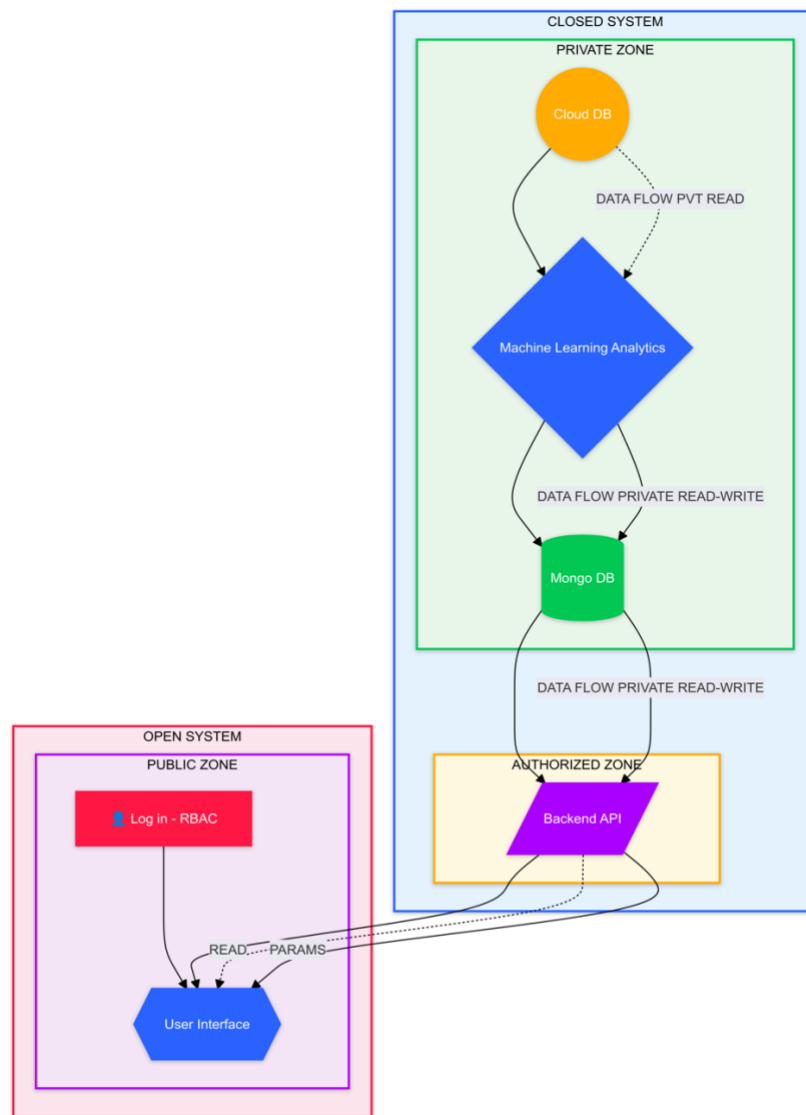 CLOSED SYSTEM
PRIVATE ZONE
Cloud DB
DATA FLOW PVT READ
Machine Learning Analytics
DATA FLOW PRIVATE READ-WRITE
Mongo DB
DATA FLOW PRIVATE READ-WRITE
OPEN SYSTEM
PUBLIC ZONE
AUTHORIZED ZONE
👤 Log in - RBAC
Backend API
READ
PARAMS
User Interface